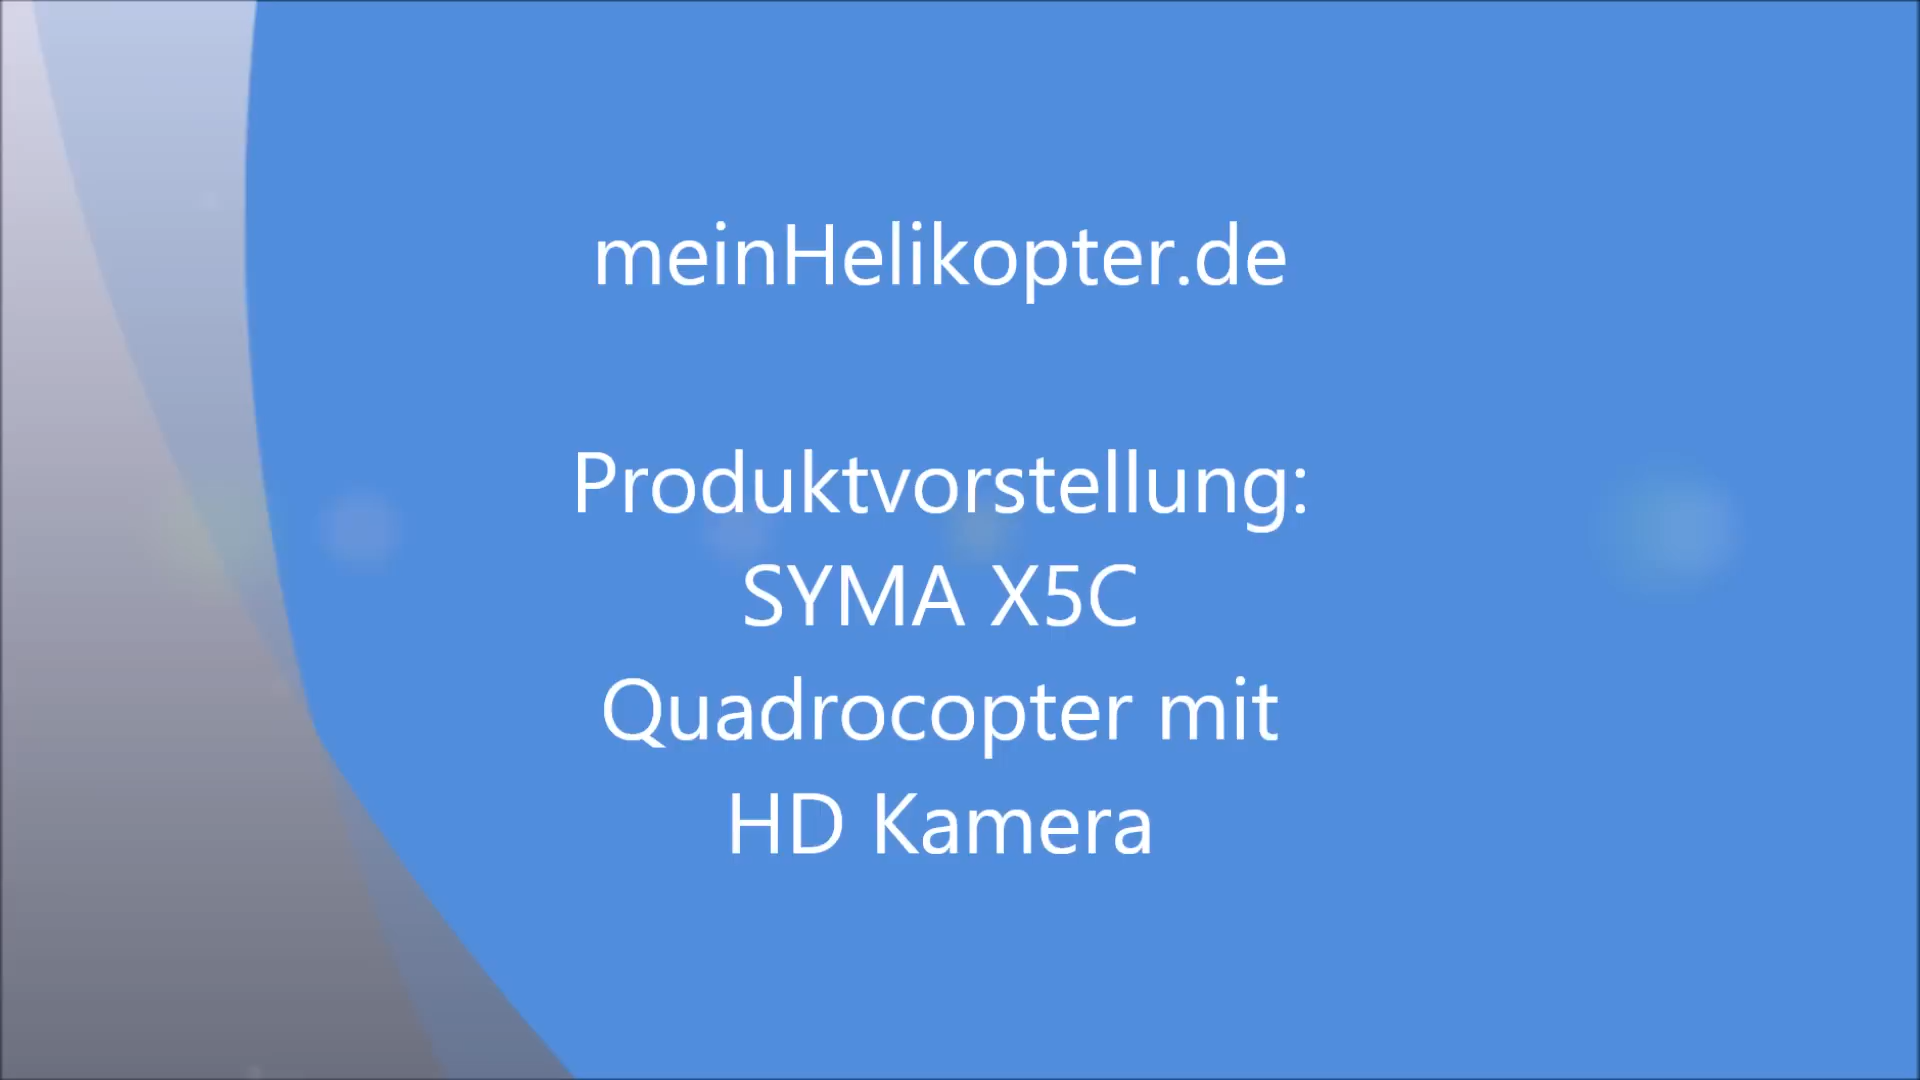 meinHelikopter.de
Produktvorstellung:
SYMA X5C
Quadrocopter mit
HD Kamera